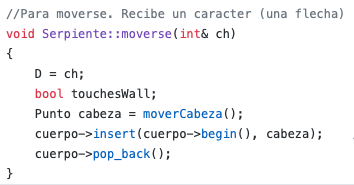 //Para moverse. Recibe un caracter (una flecha)
void Serpiente::moverse(int& ch)
{
    D = ch;
    bool touchesWall;
    Punto cabeza = moverCabeza();
    cuerpo->insert(cuerpo->begin(), cabeza);
    cuerpo->pop_back();
}